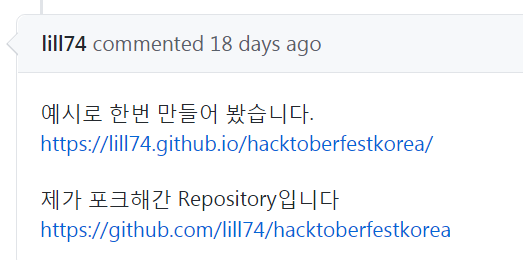 lill74 commented 18 days ago
예시로 한번 만들어 봤습니다.
https://lill74.github.io/hacktoberfestkorea/
제가 포크해간 Repository입니다
https://github.com/lill74/hacktoberfestkorea